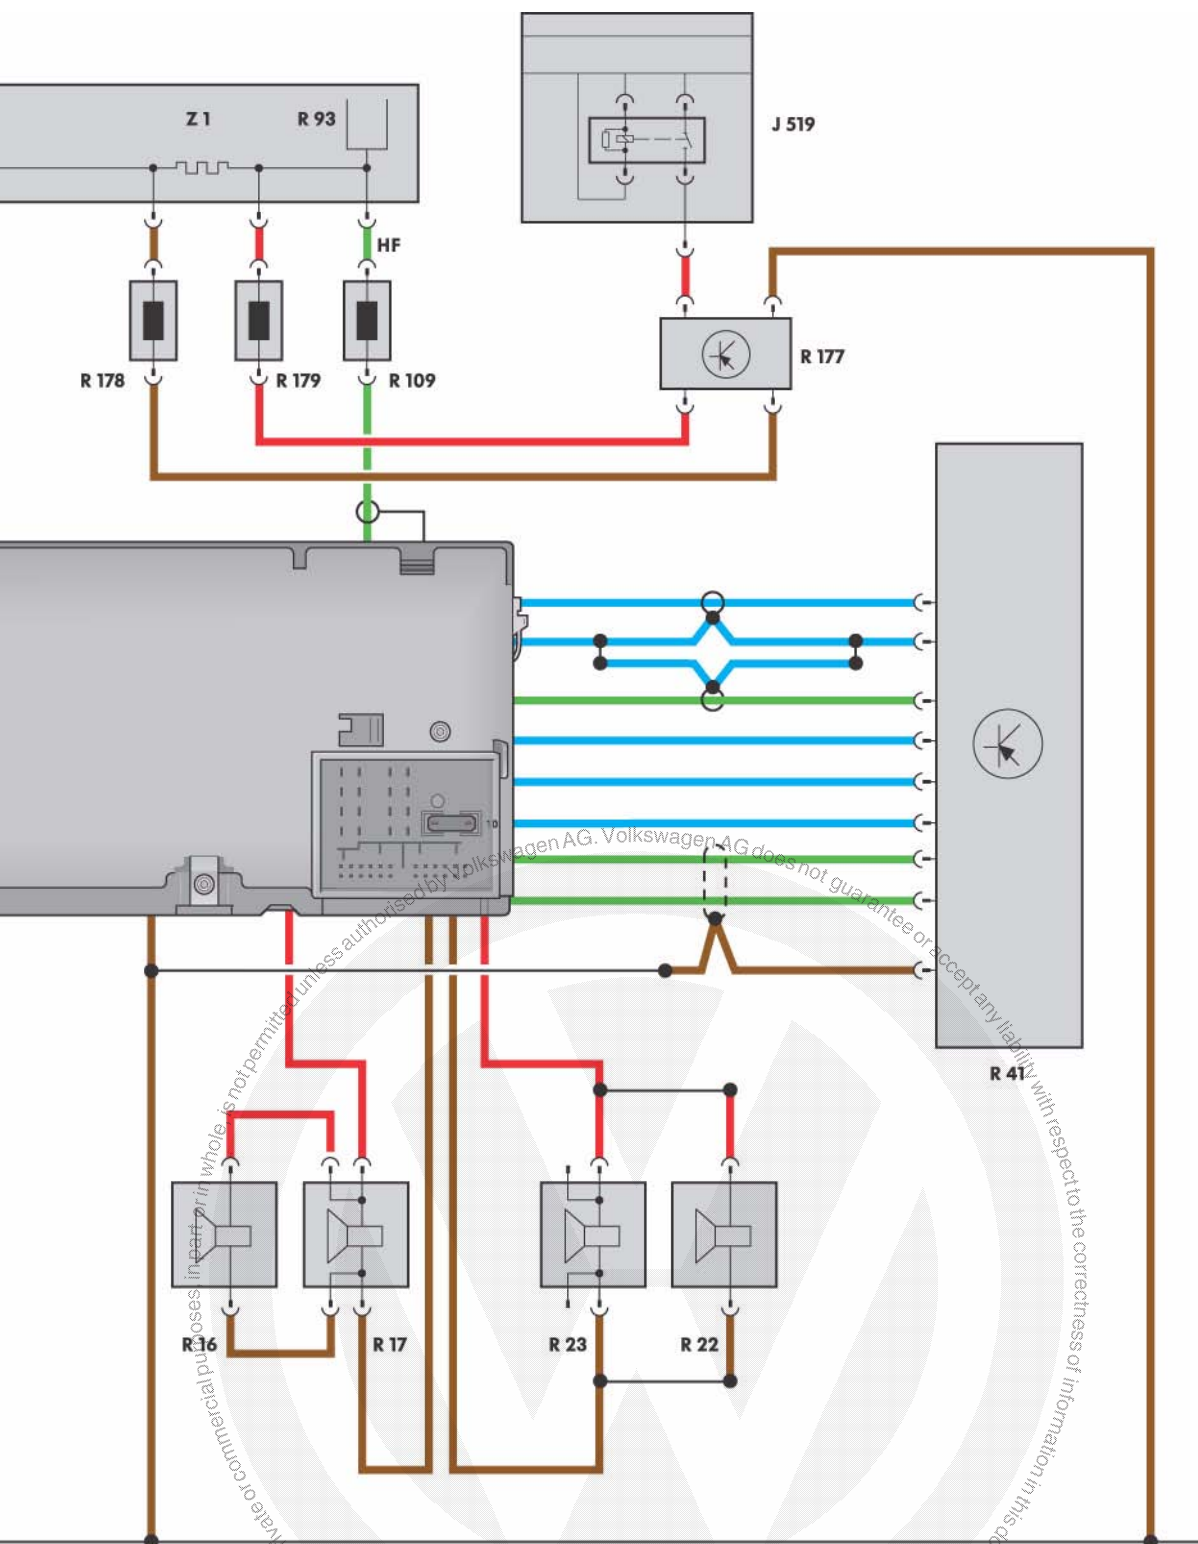 Z 1
R 93
J 519
HF
R 177
R 178
R 179
R 109
10
R 41
R 16
R 17
R 23
R 22
poses, in part or in whole, is not permitted unless authorised by Volkswagen AG. Volkswagen AG does not guarantee or accept any liability with respect to the correctness of information in this
or commercial